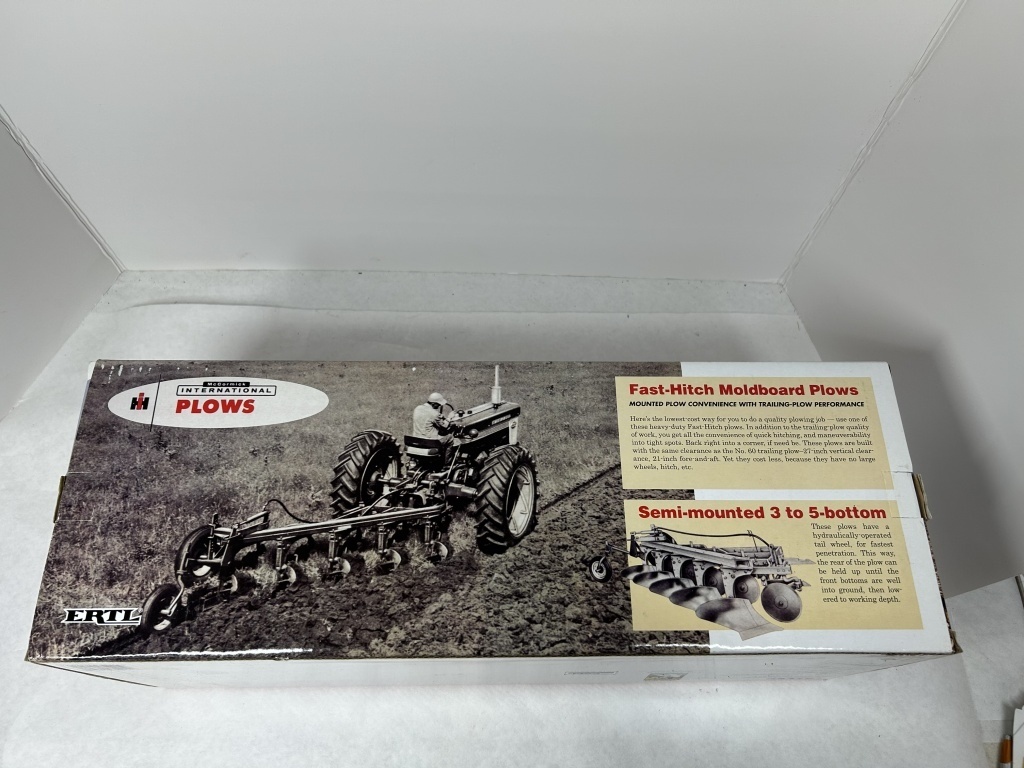 McCormick
INTERNATIONAL
IH
PLOWS
ERTL
Fast-Hitch Moldboard Plows
MOUNTED PLOW CONVENIENCE WITH TRAILING-PLOW PERFORMANCE
Here's the lowest-cost way for you to do a quality plowing job — use one of
these heavy-duty Fast-Hitch plows. In addition to the trailing plow quality
of work, you get all the convenience of quick hitching, and maneuverability
into tight spots. Back right into a corner, if need be. These plows are built
with the same clearance as the No. 60 trailing plow–27-inch vertical clear-
ance, 21-inch fore-and-aft. Yet they cost less, because they have no large
wheels, hitch, etc.
Semi-mounted 3 to 5-bottom
These plows have a
hydraulically-operated
tail wheel, for fastest
penetration. This way,
the rear of the plow can
be held up until the
front bottoms are well
into ground, then low-
ered to working depth.